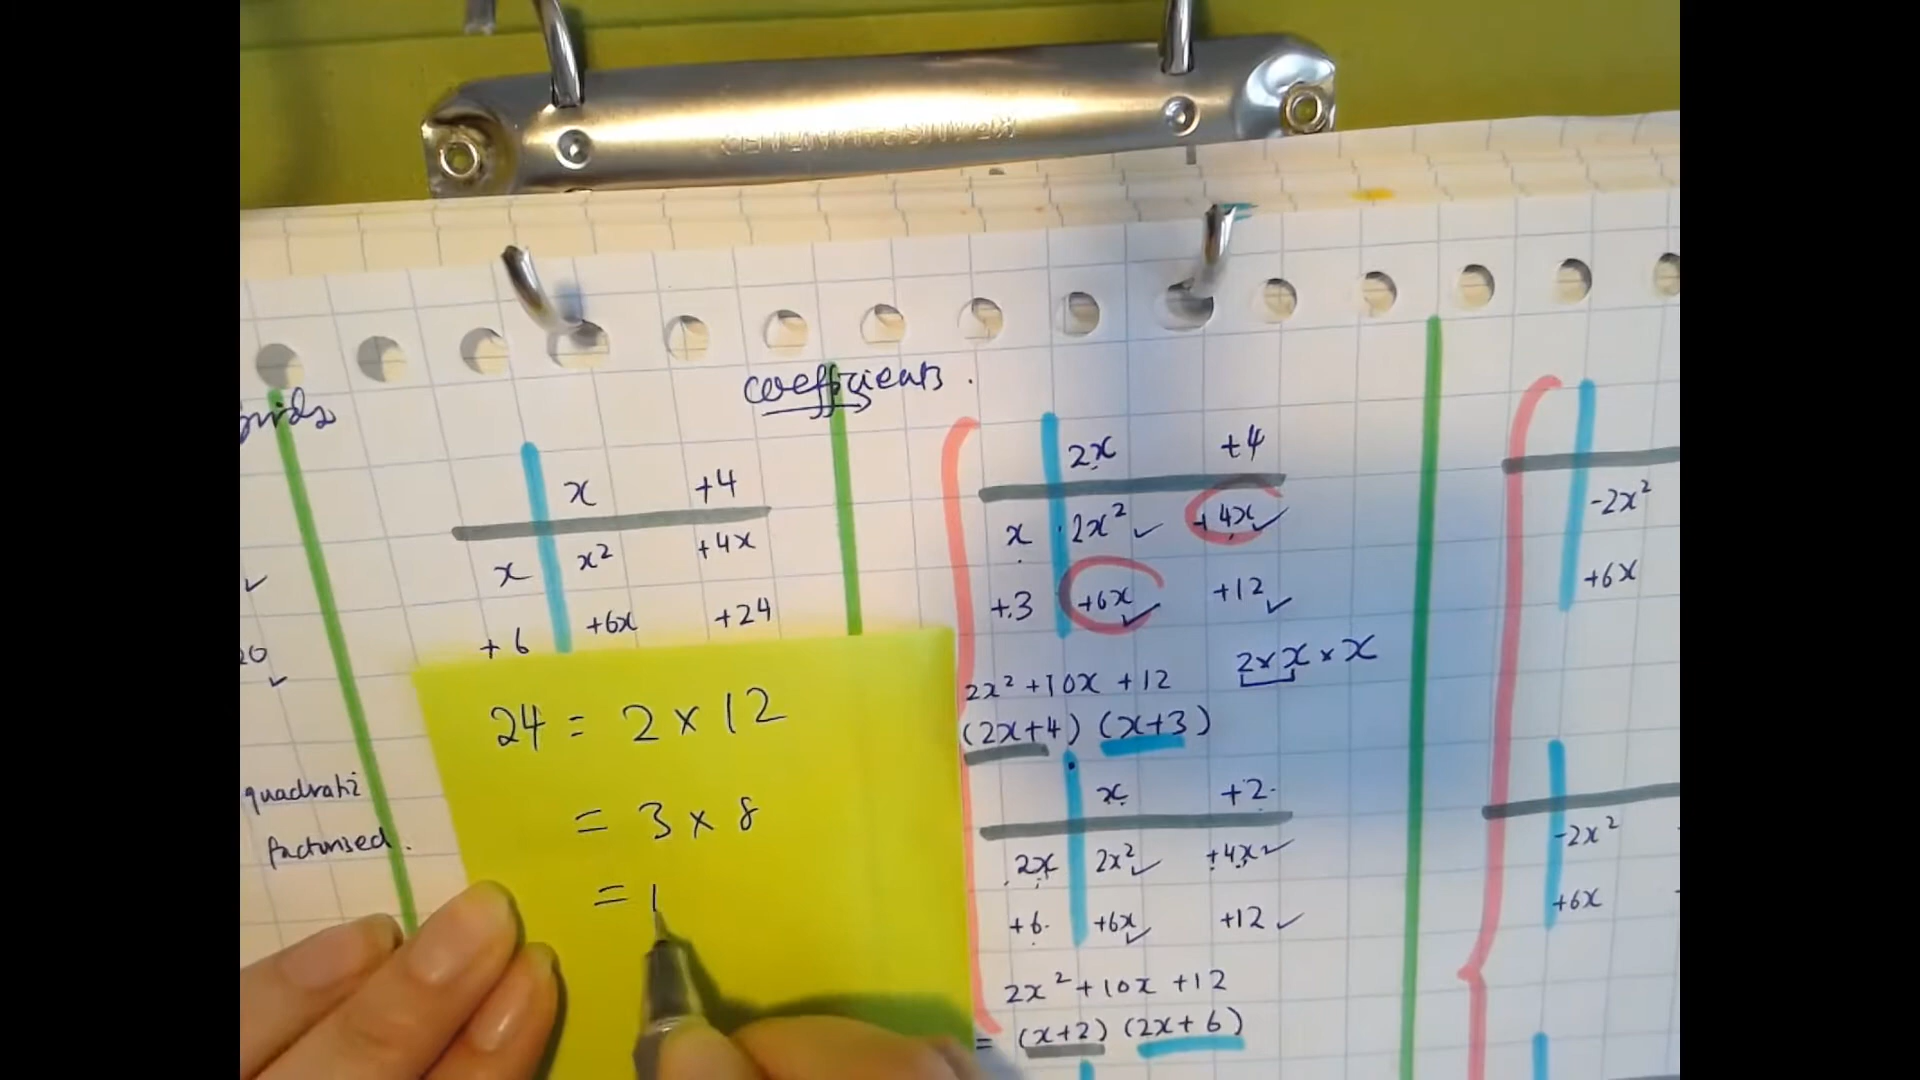 coefficients.
x +4
x x² +4x
+6 +6x +24
20
quadrati
factorised.
24 = 2 × 12
= 3 × 8
= 1
2x +4
x 2x² +4x
+3 +6x +12
2x² +10x +12
2 × x × x
(2x+4) (x+3)
x +2
2x 2x² +4x
+6 +6x +12
2x² +10x +12
= (x+2) (2x+6)
-2x²
+6x
-2x²
+6x